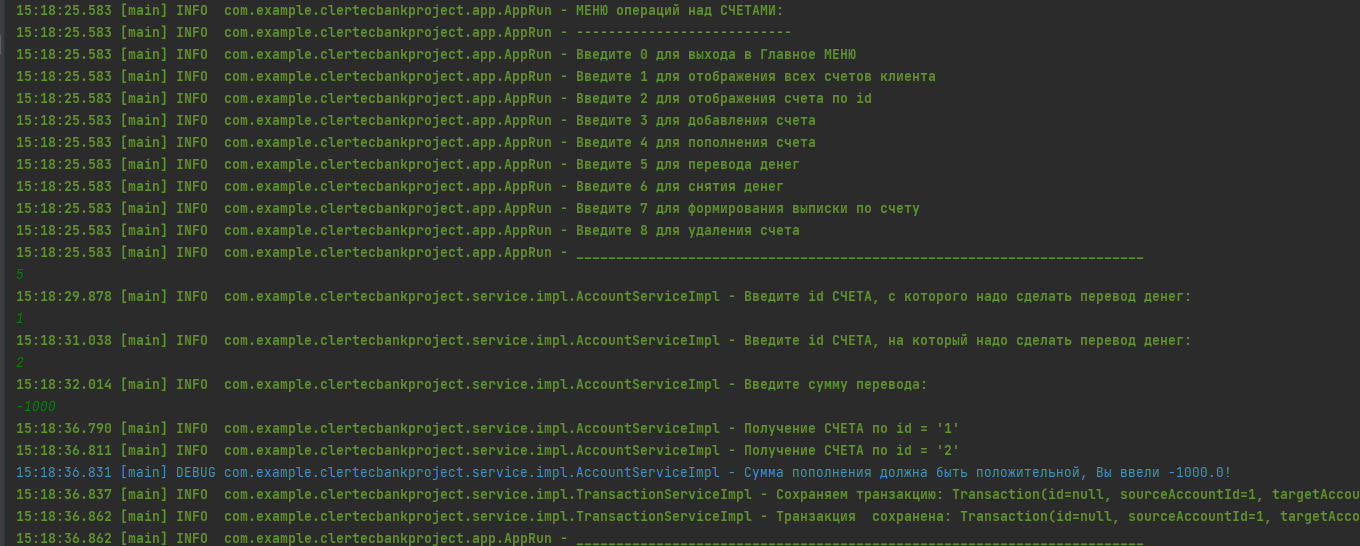 15:18:25.583 [main] INFO  com.example.clertecbankproject.app.AppRun - МЕНЮ операций над СЧЕТАМИ:
15:18:25.583 [main] INFO  com.example.clertecbankproject.app.AppRun - ---------------------------
15:18:25.583 [main] INFO  com.example.clertecbankproject.app.AppRun - Введите 0 для выхода в Главное МЕНЮ
15:18:25.583 [main] INFO  com.example.clertecbankproject.app.AppRun - Введите 1 для отображения всех счетов клиента
15:18:25.583 [main] INFO  com.example.clertecbankproject.app.AppRun - Введите 2 для отображения счета по id
15:18:25.583 [main] INFO  com.example.clertecbankproject.app.AppRun - Введите 3 для добавления счета
15:18:25.583 [main] INFO  com.example.clertecbankproject.app.AppRun - Введите 4 для пополнения счета
15:18:25.583 [main] INFO  com.example.clertecbankproject.app.AppRun - Введите 5 для перевода денег
15:18:25.583 [main] INFO  com.example.clertecbankproject.app.AppRun - Введите 6 для снятия денег
15:18:25.583 [main] INFO  com.example.clertecbankproject.app.AppRun - Введите 7 для формирования выписки по счету
15:18:25.583 [main] INFO  com.example.clertecbankproject.app.AppRun - Введите 8 для удаления счета
15:18:25.583 [main] INFO  com.example.clertecbankproject.app.AppRun - _______________________________________________________________________
5
15:18:29.878 [main] INFO  com.example.clertecbankproject.service.impl.AccountServiceImpl - Введите id СЧЕТА, с которого надо сделать перевод денег:
1
15:18:31.038 [main] INFO  com.example.clertecbankproject.service.impl.AccountServiceImpl - Введите id СЧЕТА, на который надо сделать перевод денег:
2
15:18:32.014 [main] INFO  com.example.clertecbankproject.service.impl.AccountServiceImpl - Введите сумму перевода:
-1000
15:18:36.790 [main] INFO  com.example.clertecbankproject.service.impl.AccountServiceImpl - Получение СЧЕТА по id = '1'
15:18:36.811 [main] INFO  com.example.clertecbankproject.service.impl.AccountServiceImpl - Получение СЧЕТА по id = '2'
15:18:36.831 [main] DEBUG com.example.clertecbankproject.service.impl.AccountServiceImpl - Сумма пополнения должна быть положительной, Вы ввели -1000.0!
15:18:36.837 [main] INFO  com.example.clertecbankproject.service.impl.TransactionServiceImpl - Сохраняем транзакцию: Transaction(id=null, sourceAccountId=1, targetAccou
15:18:36.862 [main] INFO  com.example.clertecbankproject.service.impl.TransactionServiceImpl - Транзакция  сохранена: Transaction(id=null, sourceAccountId=1, targetAcco
15:18:36.862 [main] INFO  com.example.clertecbankproject.app.AppRun - _______________________________________________________________________